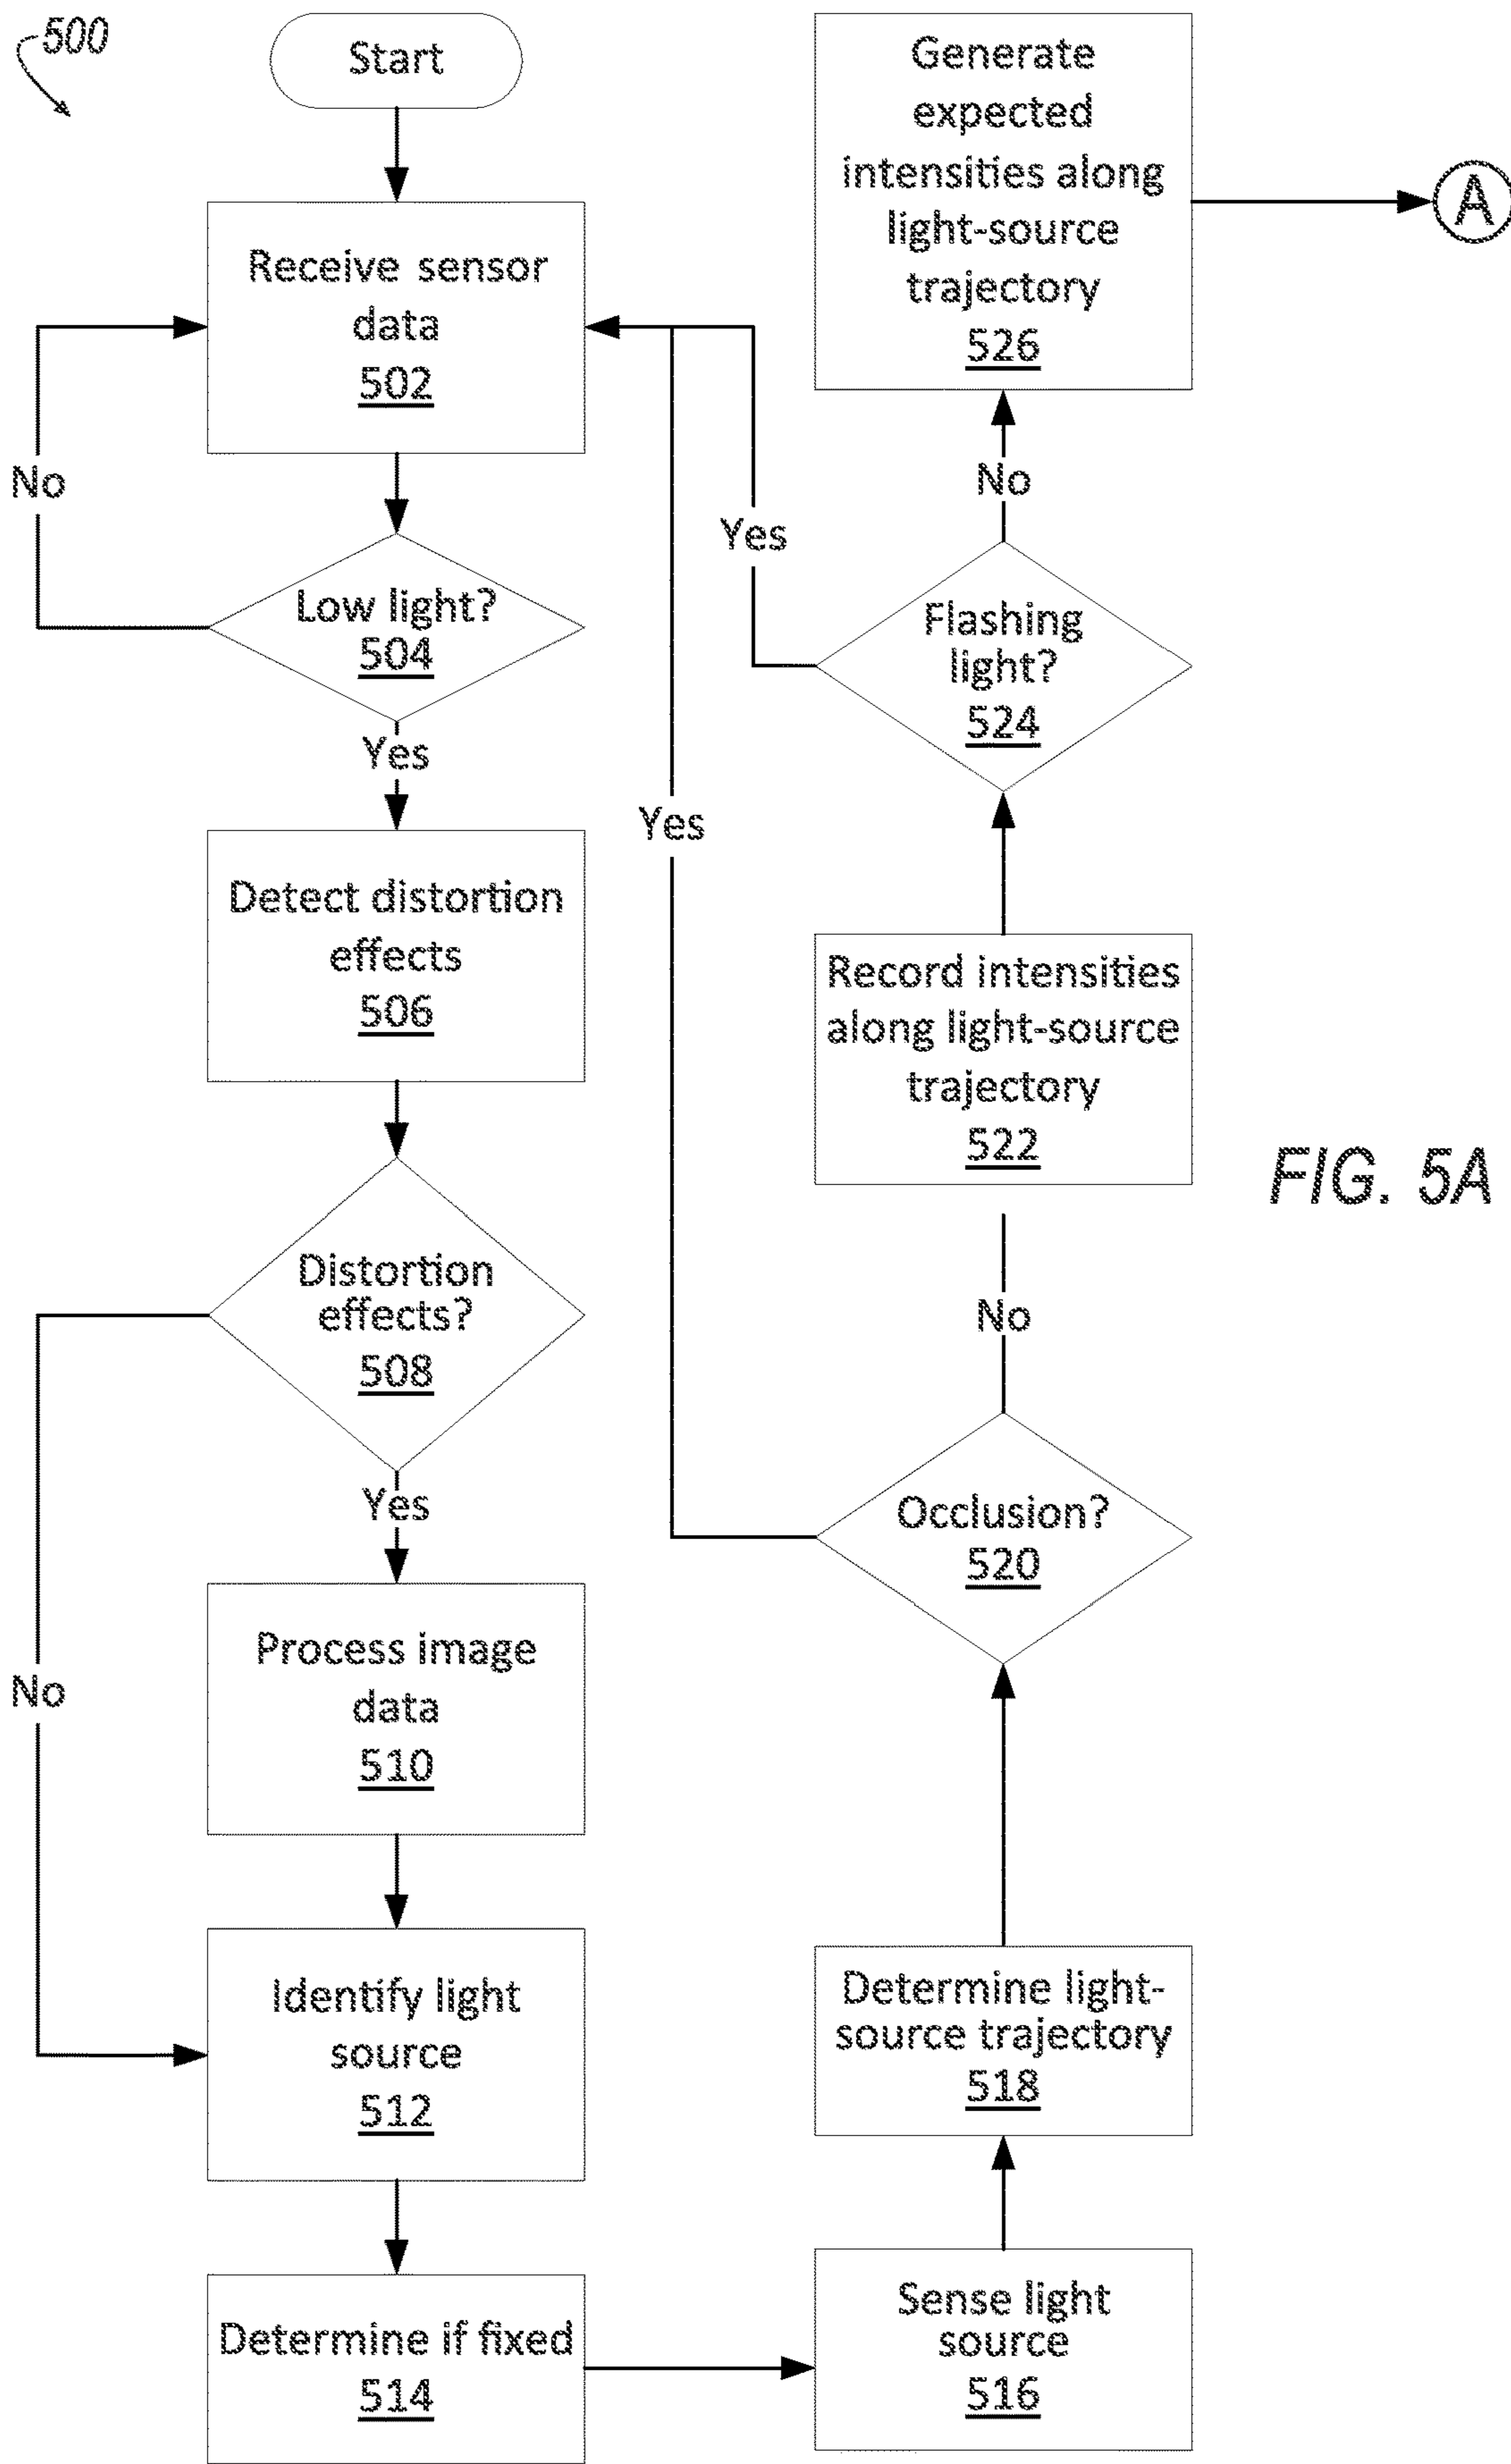 500
Start
Receive sensor
data
502
No
Low light?
504
Yes
Detect distortion
effects
506
Distortion
effects?
508
Yes
No
Process image
data
510
Identify light
source
512
Determine if fixed
514
Sense light
source
516
Determine light-
source trajectory
518
Occlusion?
520
Yes
No
Record intensities
along light-source
trajectory
522
Flashing
light?
524
Yes
No
Generate
expected
intensities along
light-source
trajectory
526
A
FIG. 5A